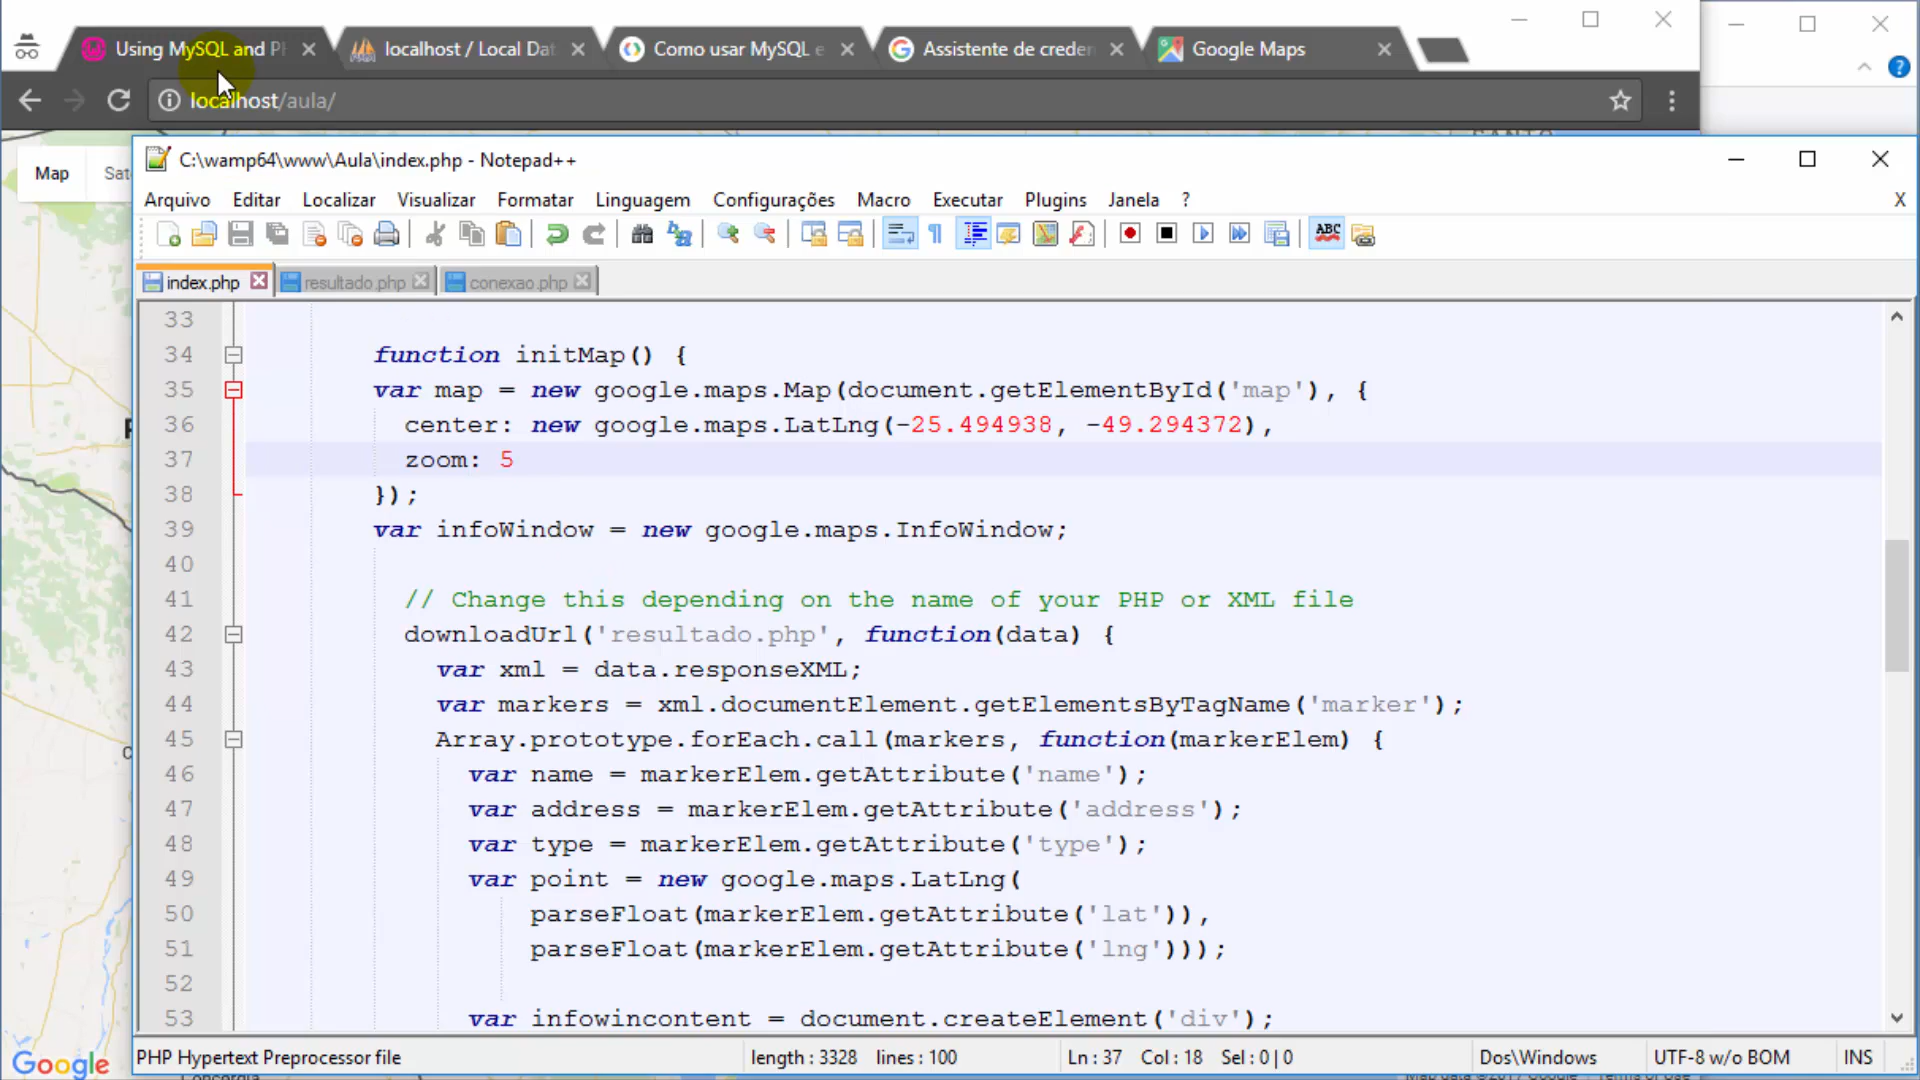 Using MySQL and PH
localhost / Local Dat
Como usar MySQL e
Assistente de creder
Google Maps
localhost/aula/
Map
Sat
C:\wamp64\www\Aula\index.php - Notepad++
Arquivo Editar Localizar Visualizar Formatar Linguagem Configurações Macro Executar Plugins Janela ? X
ABC
index.php
resultado.php
conexao.php
33
34 function initMap() {
35 var map = new google.maps.Map(document.getElementById('map'), {
36 center: new google.maps.LatLng(-25.494938, -49.294372),
37 zoom: 5
38 });
39 var infoWindow = new google.maps.InfoWindow;
40
41 // Change this depending on the name of your PHP or XML file
42 downloadUrl('resultado.php', function(data) {
43 var xml = data.responseXML;
44 var markers = xml.documentElement.getElementsByTagName('marker');
45 Array.prototype.forEach.call(markers, function(markerElem) {
46 var name = markerElem.getAttribute('name');
47 var address = markerElem.getAttribute('address');
48 var type = markerElem.getAttribute('type');
49 var point = new google.maps.LatLng(
50 parseFloat(markerElem.getAttribute('lat')),
51 parseFloat(markerElem.getAttribute('lng')));
52
53 var infowincontent = document.createElement('div');
Google
PHP Hypertext Preprocessor file length : 3328 lines : 100 Ln : 37 Col : 18 Sel : 0 | 0 Dos\Windows UTF-8 w/o BOM INS